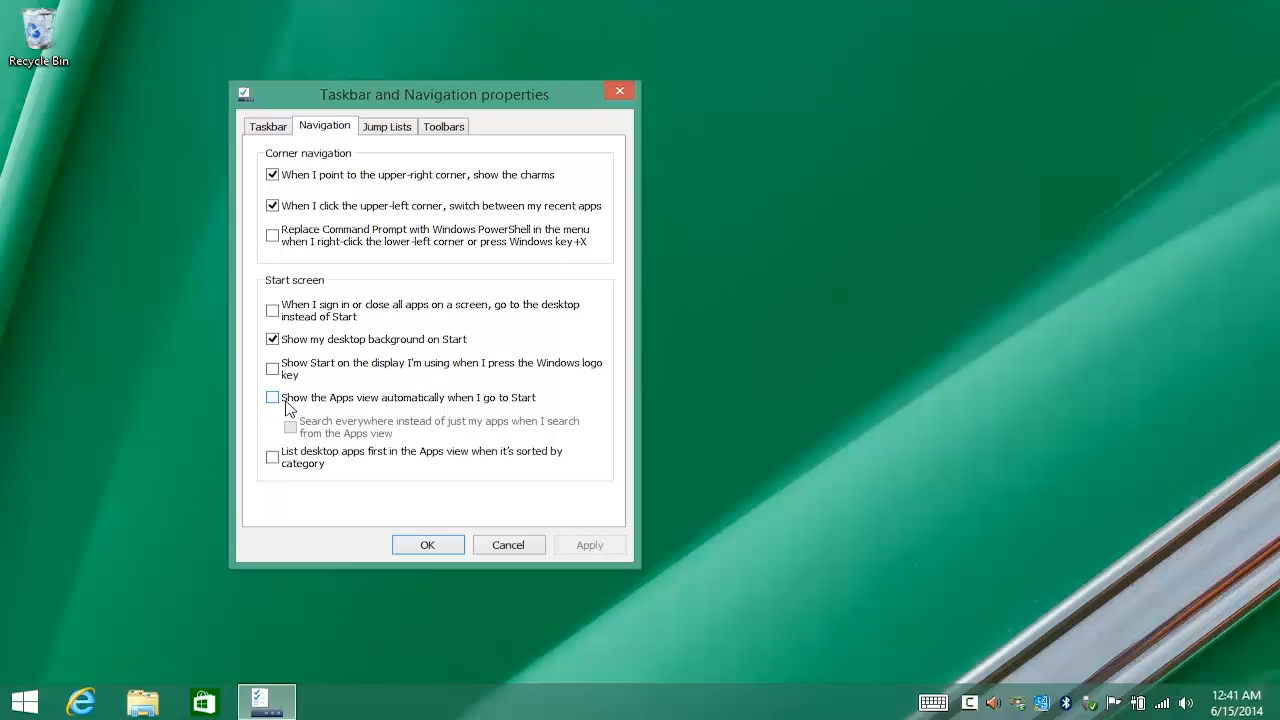 Recycle Bin
Taskbar and Navigation properties
Taskbar
Navigation
Jump Lists
Toolbars
Corner navigation
When I point to the upper-right corner, show the charms
When I click the upper-left corner, switch between my recent apps
Replace Command Prompt with Windows PowerShell in the menu
when I right-click the lower-left corner or press Windows key+X
Start screen
When I sign in or close all apps on a screen, go to the desktop
instead of Start
Show my desktop background on Start
Show Start on the display I'm using when I press the Windows logo
key
Show the Apps view automatically when I go to Start
Search everywhere instead of just my apps when I search
from the Apps view
List desktop apps first in the Apps view when it's sorted by
category
OK
Cancel
Apply
12:41 AM
6/15/2014